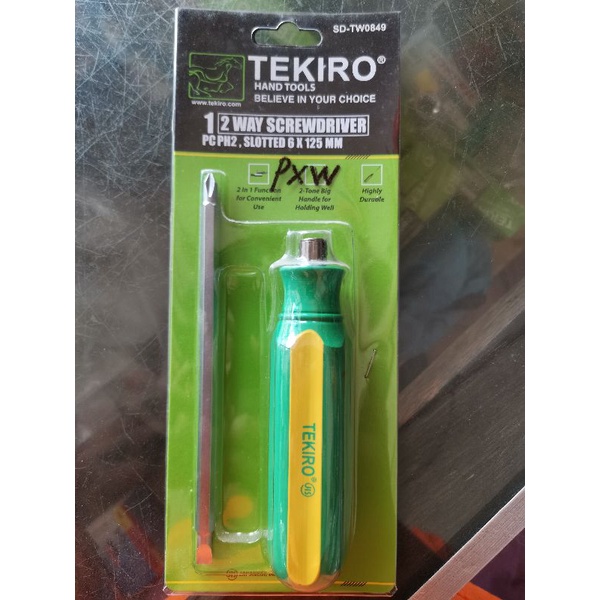 SD-TW0849
TEKIRO®
HAND TOOLS
BELIEVE IN YOUR CHOICE
www.tekiro.com
1 2 WAY SCREWDRIVER
PC PH2, SLOTTED 6 X 125 MM
PXW
2 in 1 Function
for Convenient
Use
2-Tone Big
Handle for
Holding Well
Highly
Durable
TEKIRO®
JIS